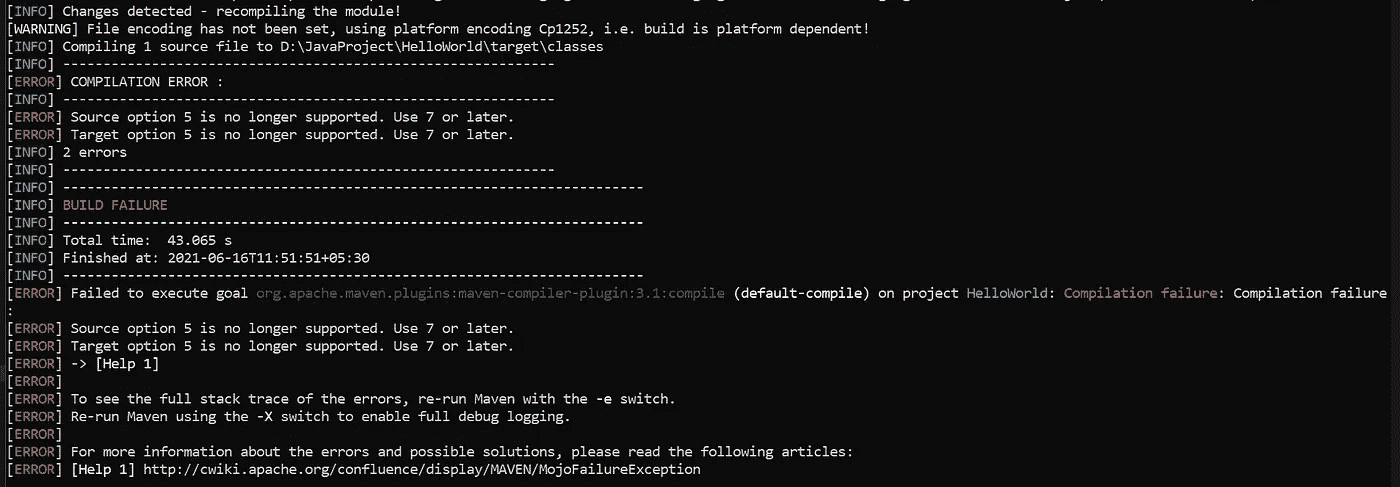 [INFO] Changes detected - recompiling the module!
[WARNING] File encoding has not been set, using platform encoding Cp1252, i.e. build is platform dependent!
[INFO] Compiling 1 source file to D:\JavaProject\HelloWorld\target\classes
[INFO] -------------------------------------------------------------
[ERROR] COMPILATION ERROR :
[INFO] -------------------------------------------------------------
[ERROR] Source option 5 is no longer supported. Use 7 or later.
[ERROR] Target option 5 is no longer supported. Use 7 or later.
[INFO] 2 errors
[INFO] -------------------------------------------------------------
[INFO] ------------------------------------------------------------------------
[INFO] BUILD FAILURE
[INFO] ------------------------------------------------------------------------
[INFO] Total time:  43.065 s
[INFO] Finished at: 2021-06-16T11:51:51+05:30
[INFO] ------------------------------------------------------------------------
[ERROR] Failed to execute goal org.apache.maven.plugins:maven-compiler-plugin:3.1:compile (default-compile) on project HelloWorld: Compilation failure: Compilation failure
:
[ERROR] Source option 5 is no longer supported. Use 7 or later.
[ERROR] Target option 5 is no longer supported. Use 7 or later.
[ERROR] -> [Help 1]
[ERROR]
[ERROR] To see the full stack trace of the errors, re-run Maven with the -e switch.
[ERROR] Re-run Maven using the -X switch to enable full debug logging.
[ERROR]
[ERROR] For more information about the errors and possible solutions, please read the following articles:
[ERROR] [Help 1] http://cwiki.apache.org/confluence/display/MAVEN/MojoFailureException